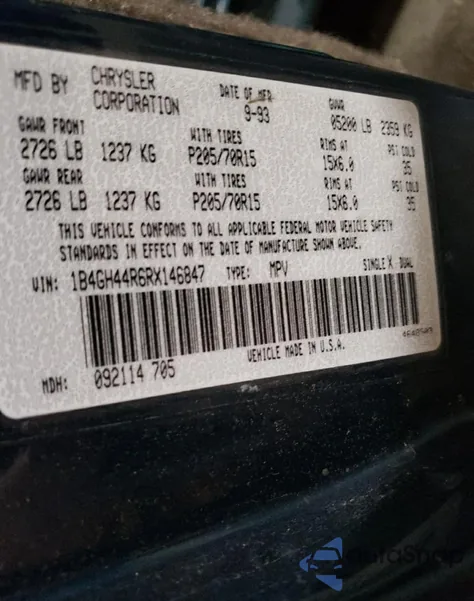 MFD BY CHRYSLER CORPORATION DATE OF MFR 9-93 GVWR 05200 LB 2359 KG
GAWR FRONT WITH TIRES RIMS AT PSI COLD
2726 LB 1237 KG P205/70R15 15X6.0 35
GAWR REAR WITH TIRES RIMS AT PSI COLD
2726 LB 1237 KG P205/70R15 15X6.0 35
THIS VEHICLE CONFORMS TO ALL APPLICABLE FEDERAL MOTOR VEHICLE SAFETY
STANDARDS IN EFFECT ON THE DATE OF MANUFACTURE SHOWN ABOVE.
VIN: 1B4GH44R6RX146847 TYPE: MPV SINGLE X DUAL
VEHICLE MADE IN U.S.A.
MDH: 092114 705
AutoSnap